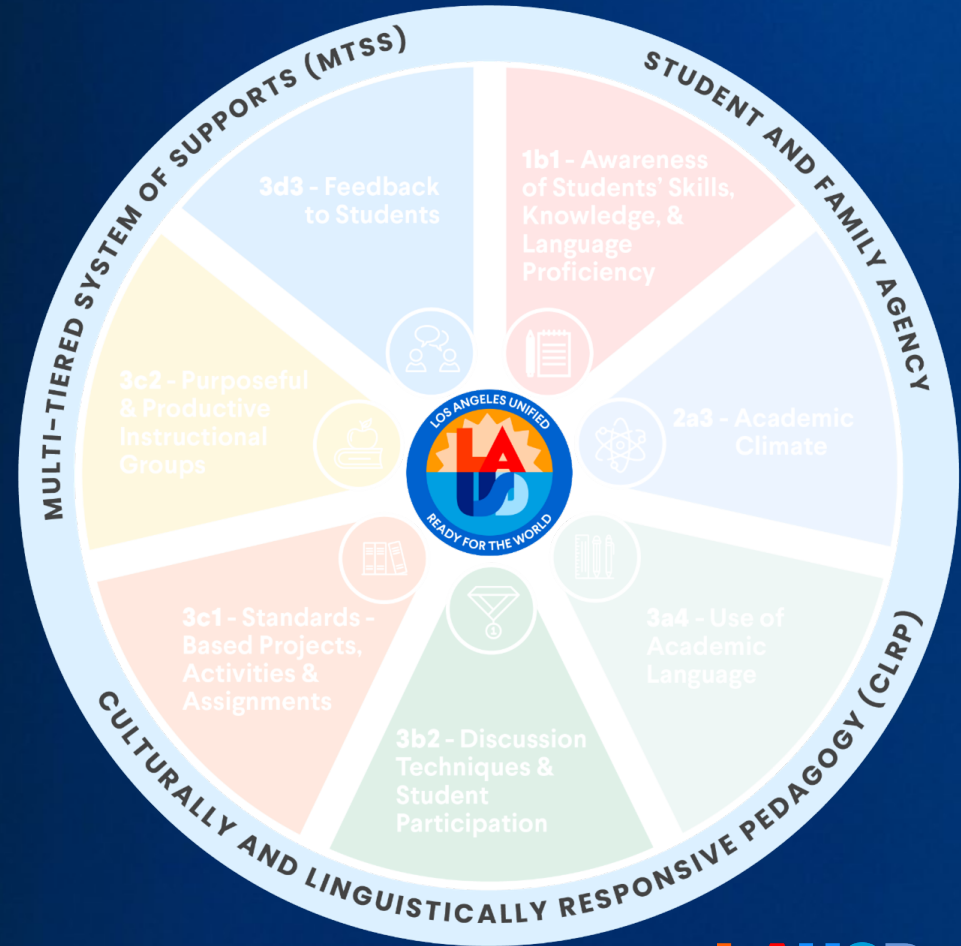 MULTI-TIERED SYSTEM OF SUPPORTS (MTSS)
STUDENT AND FAMILY AGENCY
CULTURALLY AND LINGUISTICALLY RESPONSIVE PEDAGOGY (CLRP)
1b1 - Awareness
of Students' Skills,
Knowledge, &
Language
Proficiency
2a3 - Academic
Climate
3a4 - Use of
Academic
Language
3b2 - Discussion
Techniques &
Student
Participation
3c1 - Standards -
Based Projects,
Activities &
Assignments
3c2 - Purposeful
& Productive
Instructional
Groups
3d3 - Feedback
to Students
LOS ANGELES UNIFIED
LA
USD
READY FOR THE WORLD
1